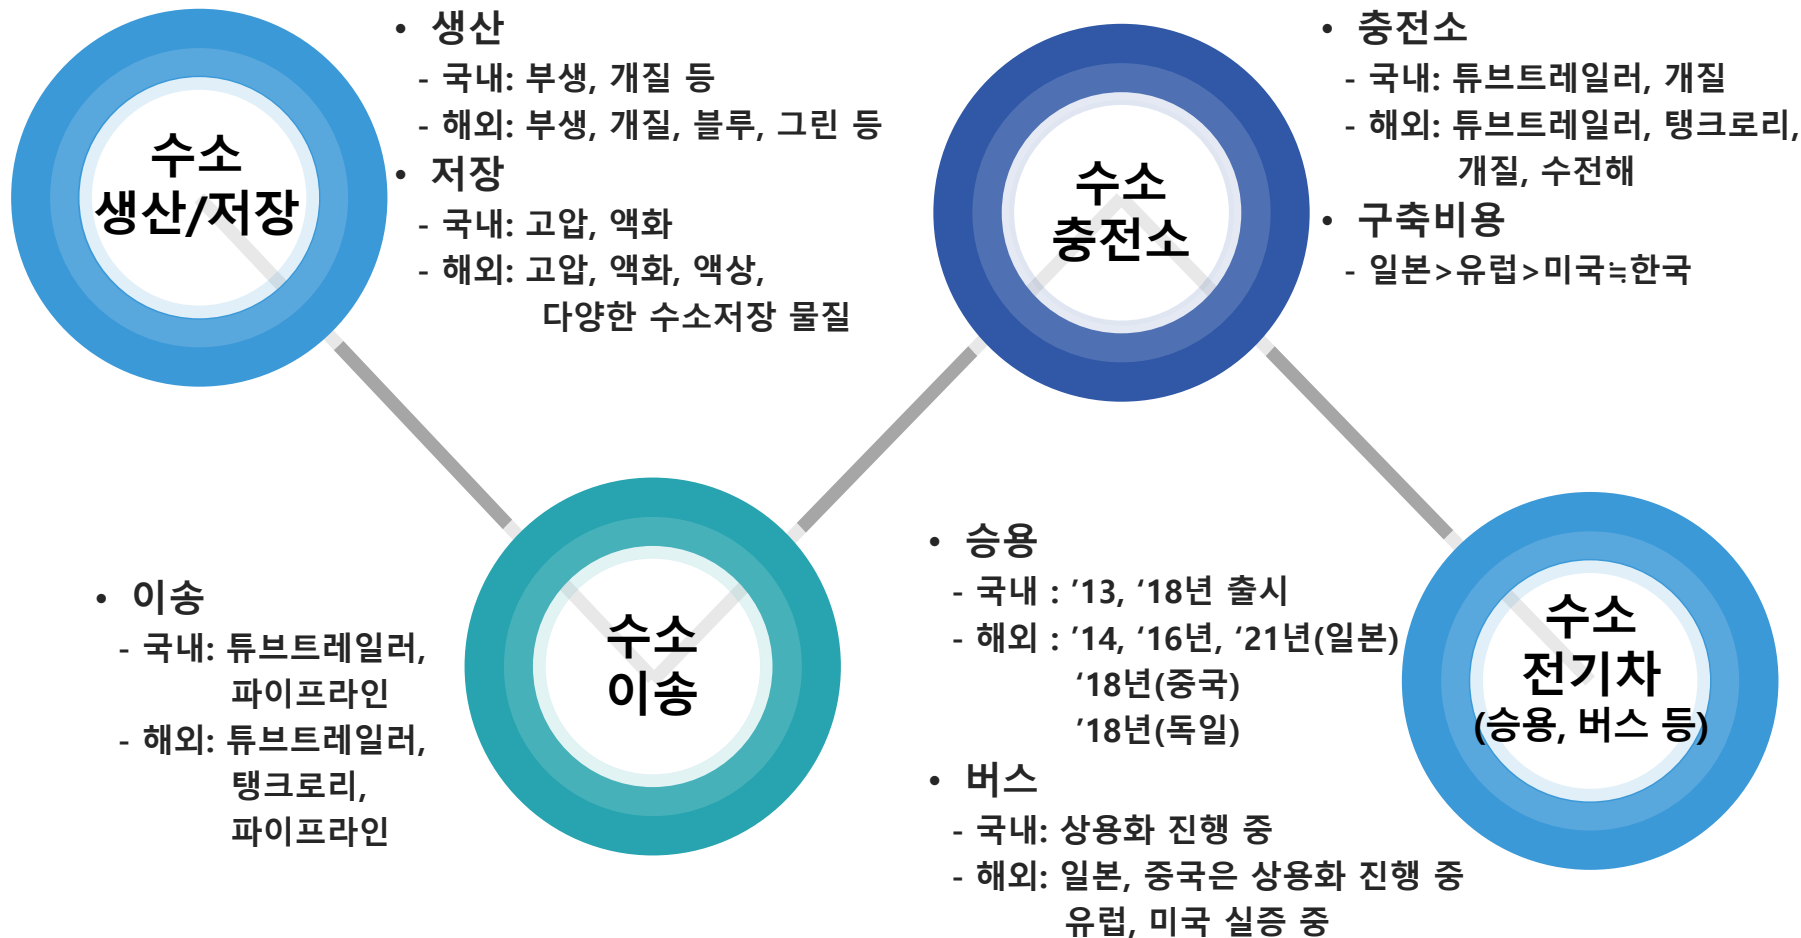 수소
생산/저장
• 생산
- 국내: 부생, 개질 등
- 해외: 부생, 개질, 블루, 그린 등
• 저장
- 국내: 고압, 액화
- 해외: 고압, 액화, 액상,
다양한 수소저장 물질
수소
이송
• 이송
- 국내: 튜브트레일러,
파이프라인
- 해외: 튜브트레일러,
탱크로리,
파이프라인
수소
충전소
• 충전소
- 국내: 튜브트레일러, 개질
- 해외: 튜브트레일러, 탱크로리,
개질, 수전해
• 구축비용
- 일본>유럽>미국≒한국
수소
전기차
(승용, 버스 등)
• 승용
- 국내 : ’13, ‘18년 출시
- 해외 : ’14, ‘16년, ‘21년(일본)
‘18년(중국)
’18년(독일)
• 버스
- 국내: 상용화 진행 중
- 해외: 일본, 중국은 상용화 진행 중
유럽, 미국 실증 중